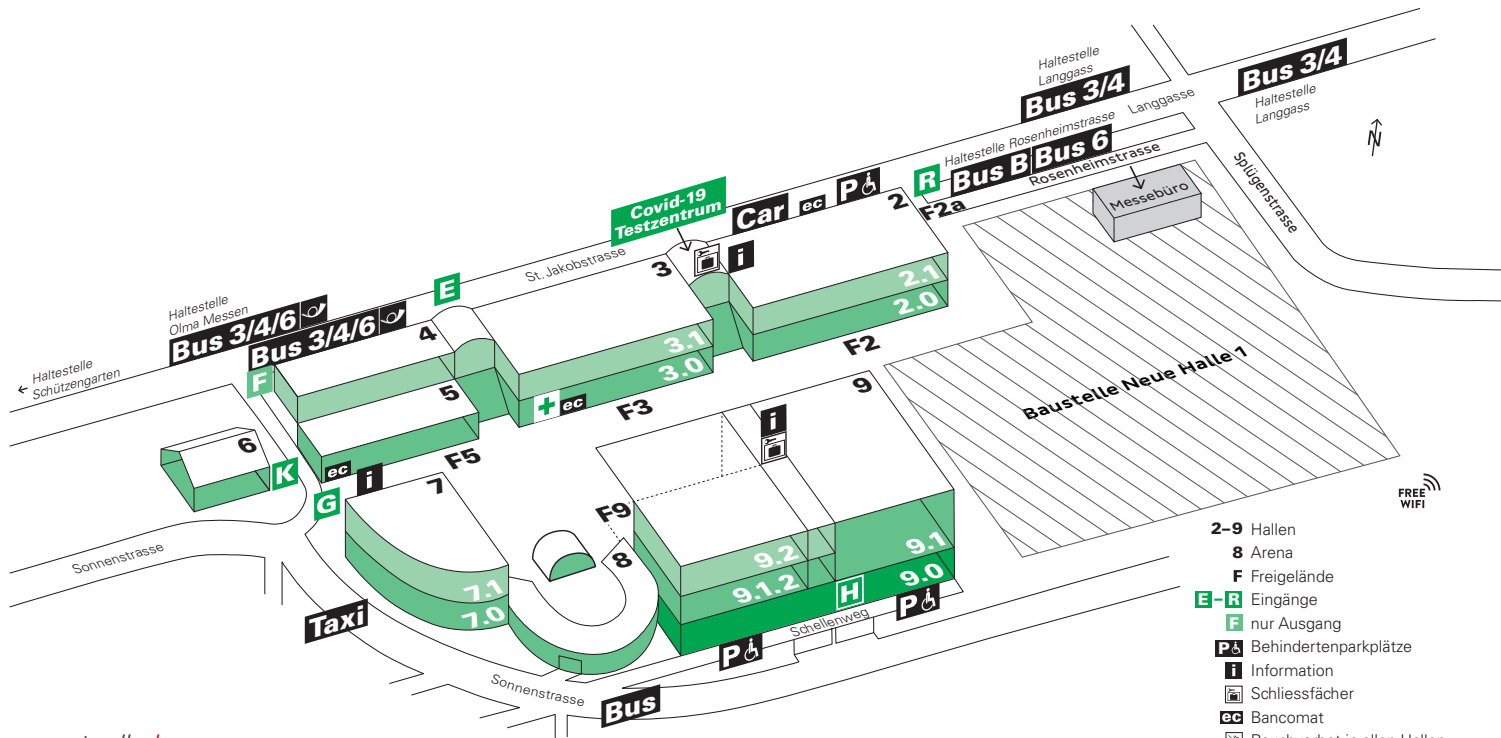 Haltestelle
Langgass
Bus 3/4
Bus 3/4
Haltestelle
Langgass
Langgasse
Haltestelle Rosenheimstrasse
Bus B Bus 6
Rosenheimstrasse
R
N
Splügenstrasse
Messebüro
Covid-19
Testzentrum
Car ec P
2
F2a
St. Jakobstrasse
3
i
2.1
2.0
F2
E
Haltestelle
Olma Messen
Bus 3/4/6
Bus 3/4/6
← Haltestelle
Schützengarten
F
4
3.1
3.0
ec
F3
5
F5
6
K
ec
i
G
7
7.1
7.0
8
9
i
F9
9.2
9.1
9.1.2
9.0
H
P
P
Schellenweg
Baustelle Neue Halle 1
Sonnenstrasse
Taxi
Sonnenstrasse
Bus
FREE
WIFI
2–9 Hallen
8 Arena
F Freigelände
E–R Eingänge
F nur Ausgang
P Behindertenparkplätze
i Information
Schliessfächer
ec Bancomat